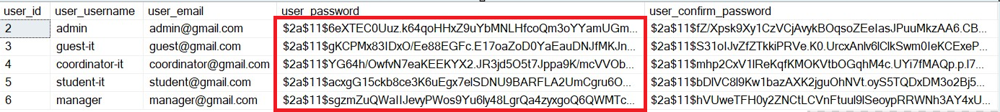 user_id user_username user_email user_password user_confirm_password
2 admin admin@gmail.com $2a$11$6eXTEC0Uuz.k64qoHHxZ9uYbMNLHfcoQm3oYYamUGm... $2a$11$fZ/Xpsk9Xy1CzVCjAvykBOqsoZEeIasJPuuMkzAA6.CB...
3 guest-it guest@gmail.com $2a$11$gKCPMx83IDxO/Ee88EGFc.E17oaZoD0YaEauDNJfMKJn... $2a$11$S31oIJvZfZTkkiPRVe.K0.UrcxAnlv6lClkSwm0IeKCExeP...
4 coordinator-it coordinator@gmail.com $2a$11$YG64h/OwfvN7eaKEEKYX2.JR3jd5O5t7Jppa9K/mcVVOb... $2a$11$mhp2CxV1lReKqfKMOKVtbOGqhM4c.UYi7fMAQp.p.I7...
5 student-it student@gmail.com $2a$11$acxgG15ckb8ce3K6uEgx7elSDNU9BARFLA2UmCgru6O... $2a$11$bDlVC8l9Kw1bazAXK2jguOhNVt.oyS5TQDxDM3o2Bj5...
6 manager manager@gmail.com $2a$11$sgzmZuQWaIIJevyPWos9Yu6ly48LgrQa4zyxgoQ6QWMTc... $2a$11$hVUweTFH0y2ZNCtLCVnFtuul9lSeoypRRWNh3AY4xU...